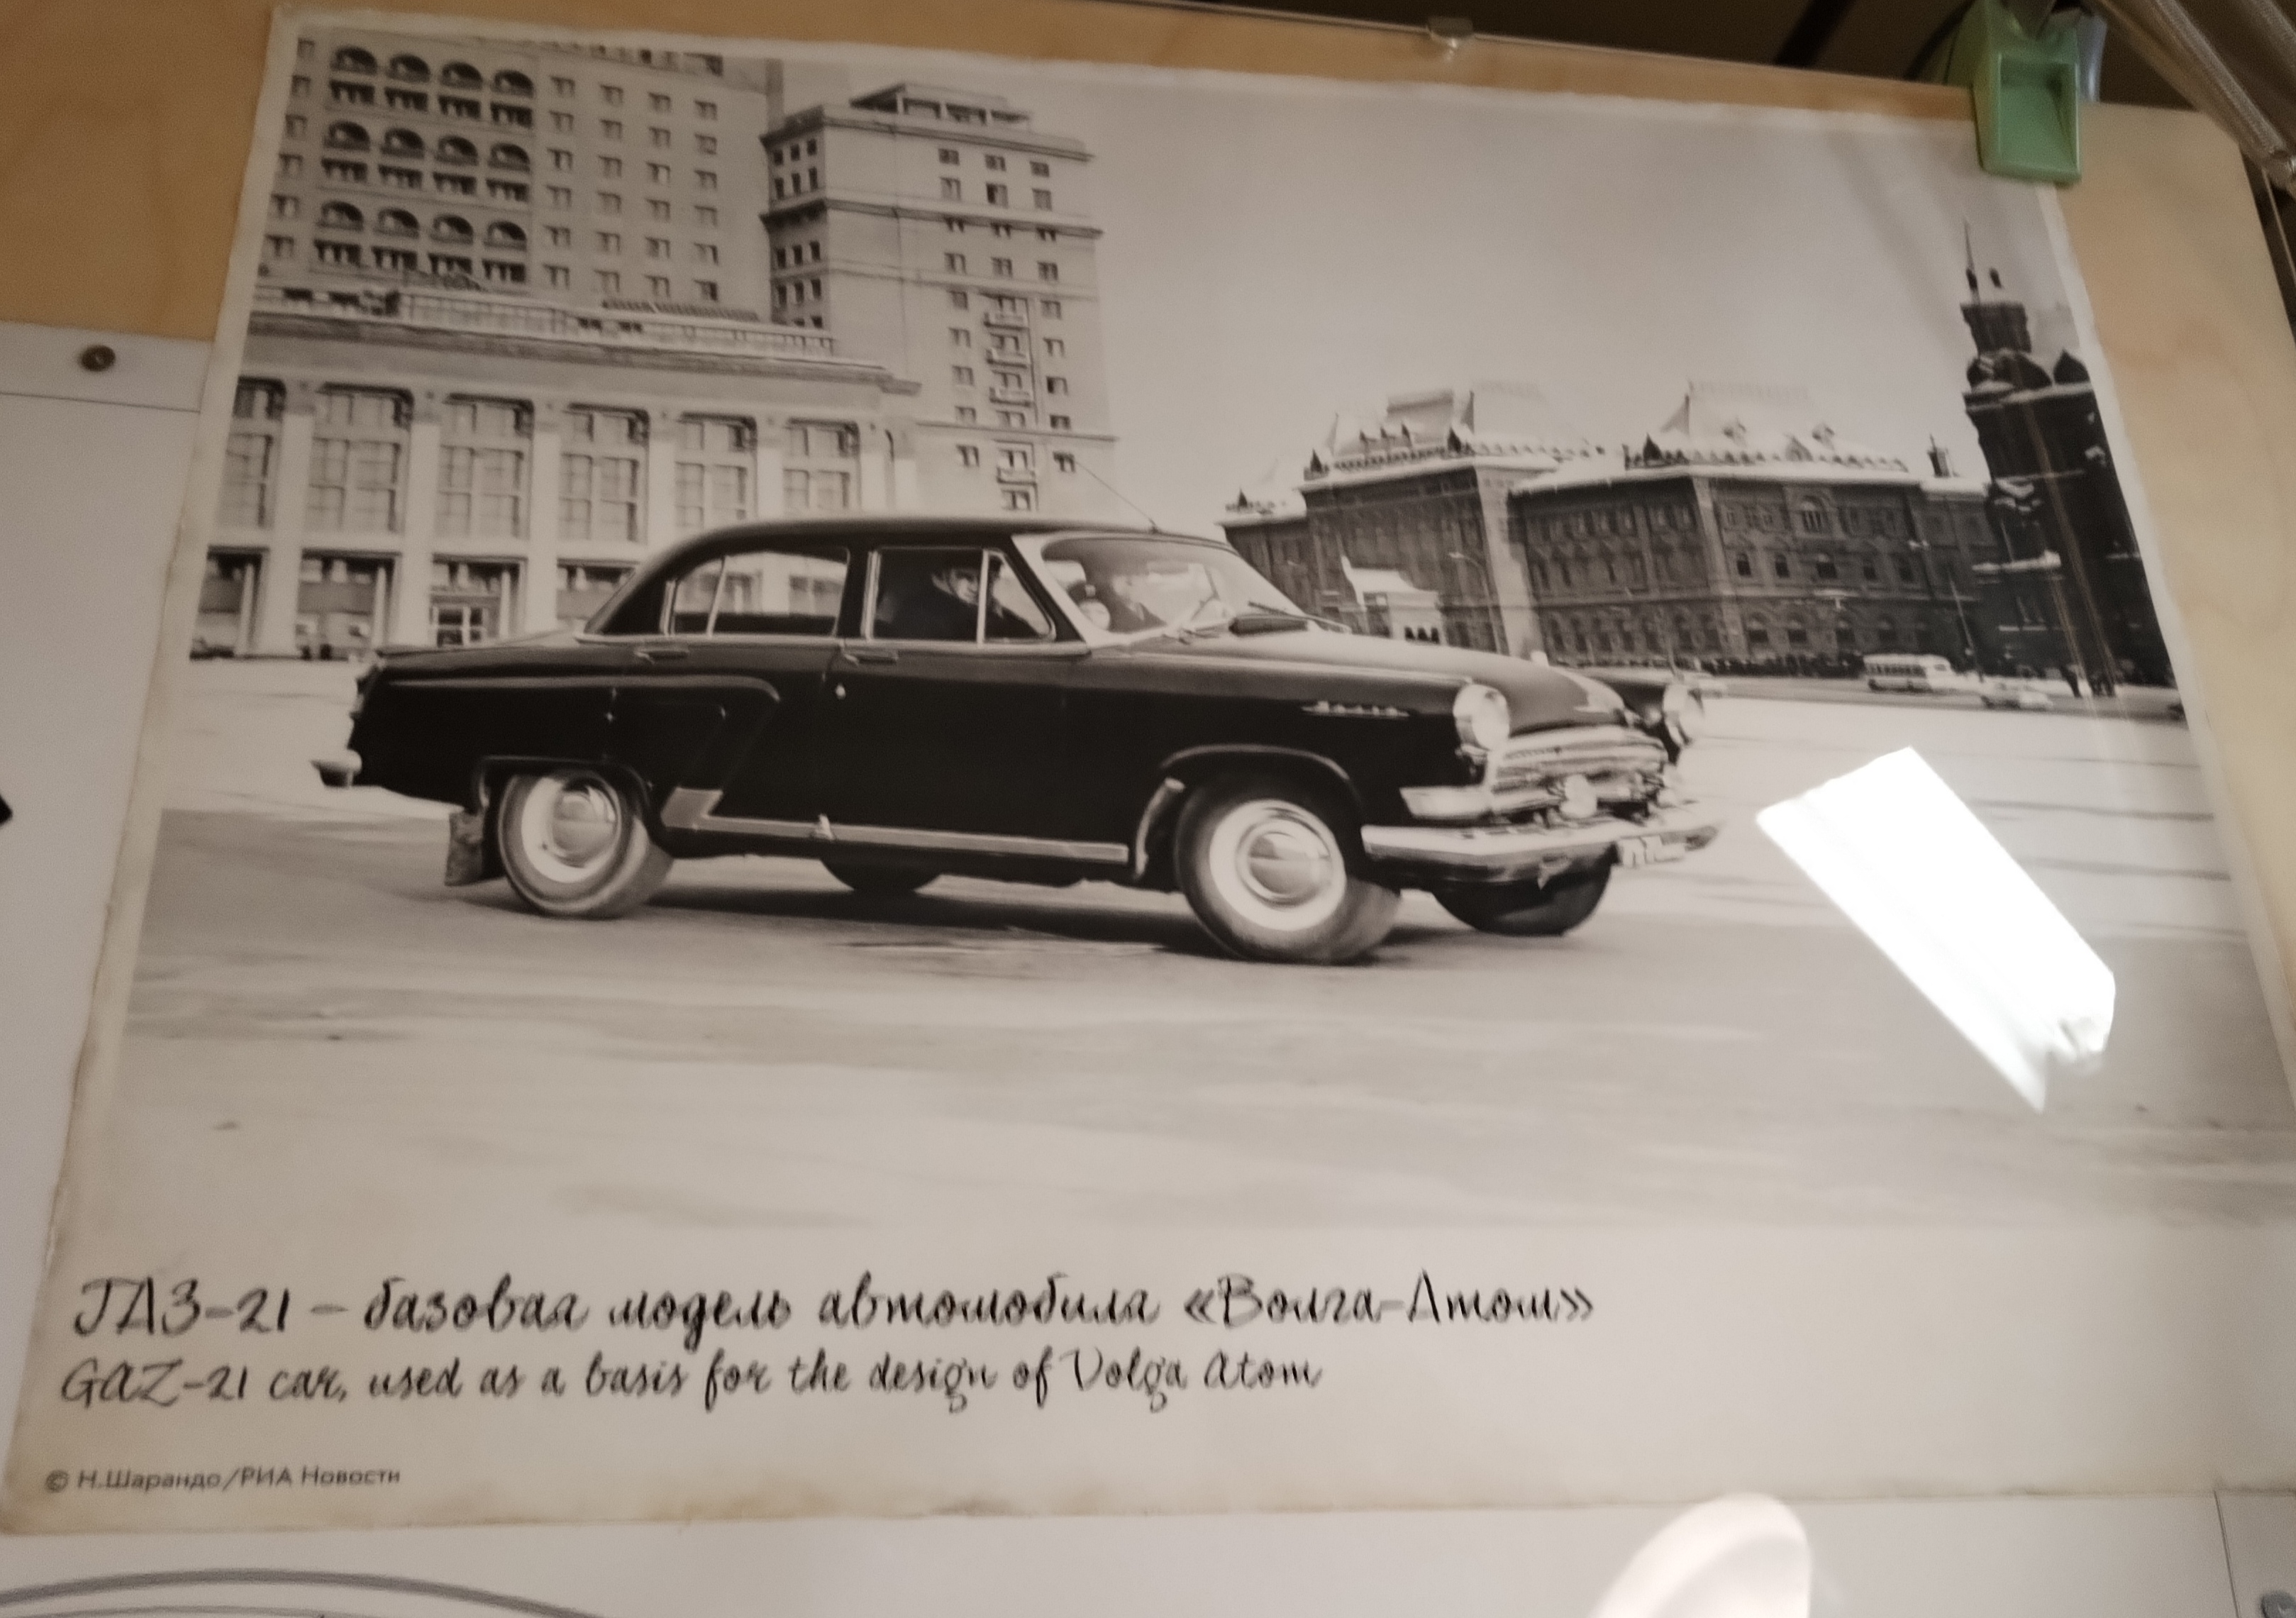 ГАЗ-21 – базовая модель автомобиля «Волга-Атом»
GAZ-21 car, used as a basis for the design of Volga Atom
© Н.Шарандо/РИА Новости